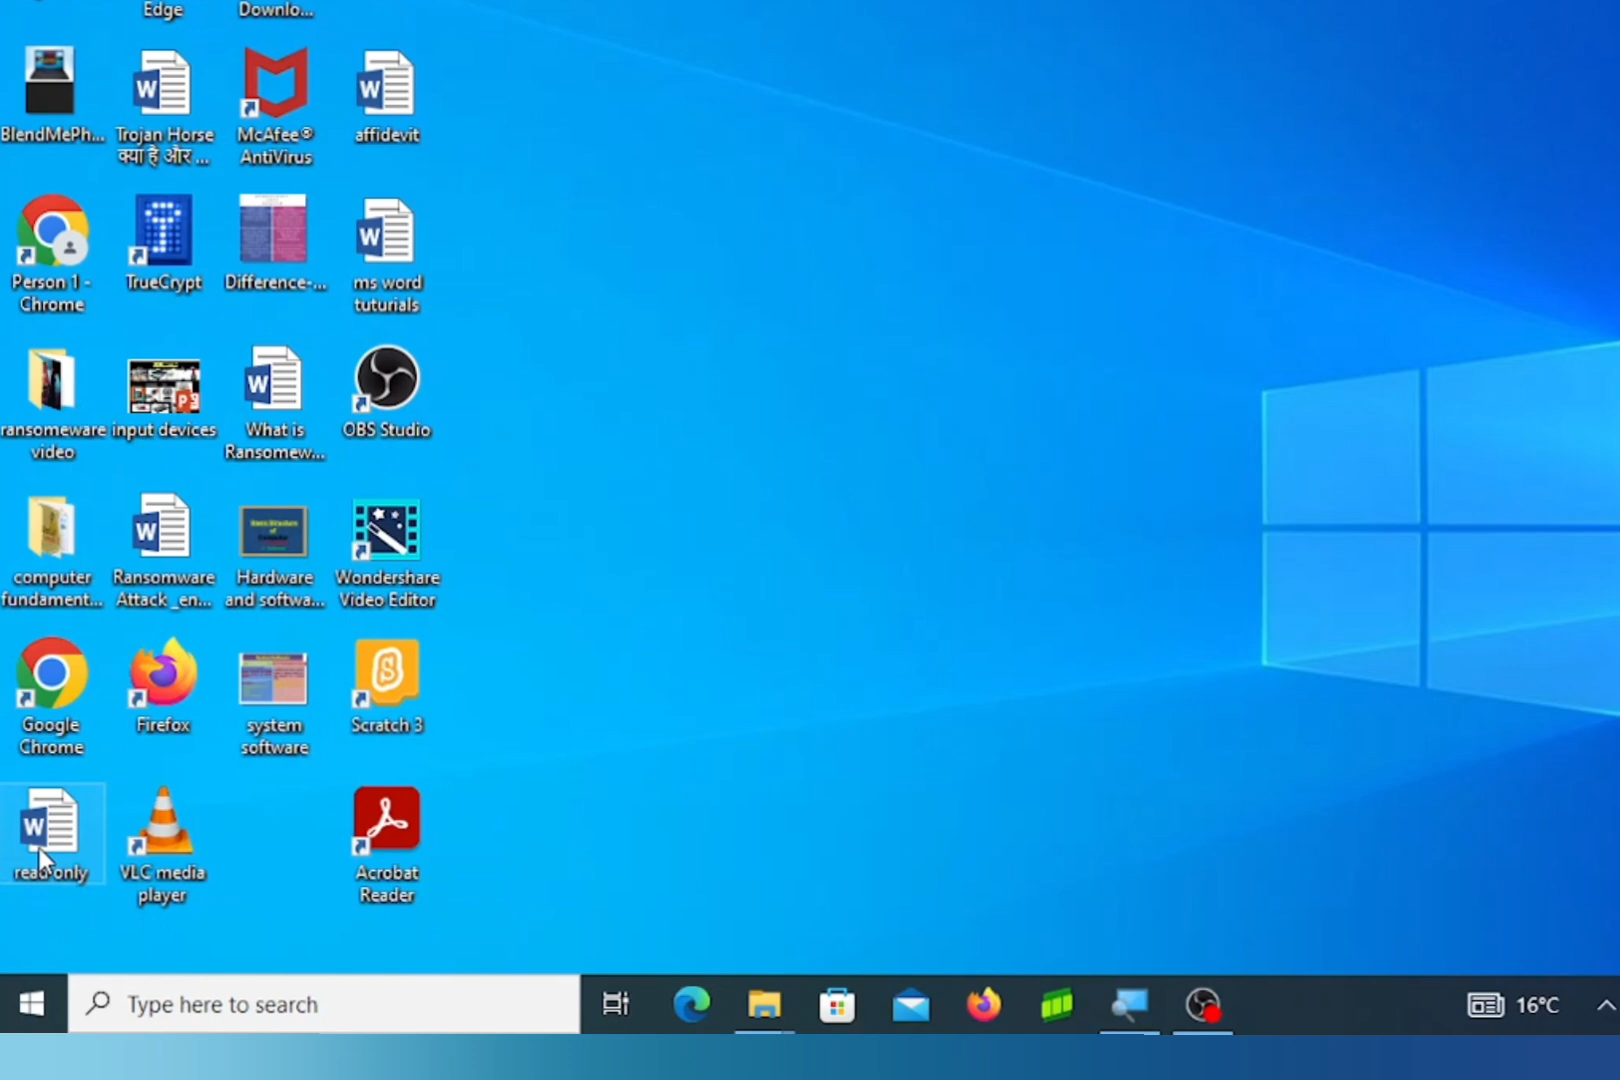 Edge
Downlo...
BlendMePh...
Trojan Horse
क्या है और ...
McAfee®
AntiVirus
affidevit
Person 1 -
Chrome
TrueCrypt
Difference-...
ms word
tuturials
ransomeware
video
input devices
What is
Ransomew...
OBS Studio
computer
fundament...
Ransomware
Attack _en...
Hardware
and softwa...
Wondershare
Video Editor
Google
Chrome
Firefox
system
software
Scratch 3
read only
VLC media
player
Acrobat
Reader
Type here to search
16°C